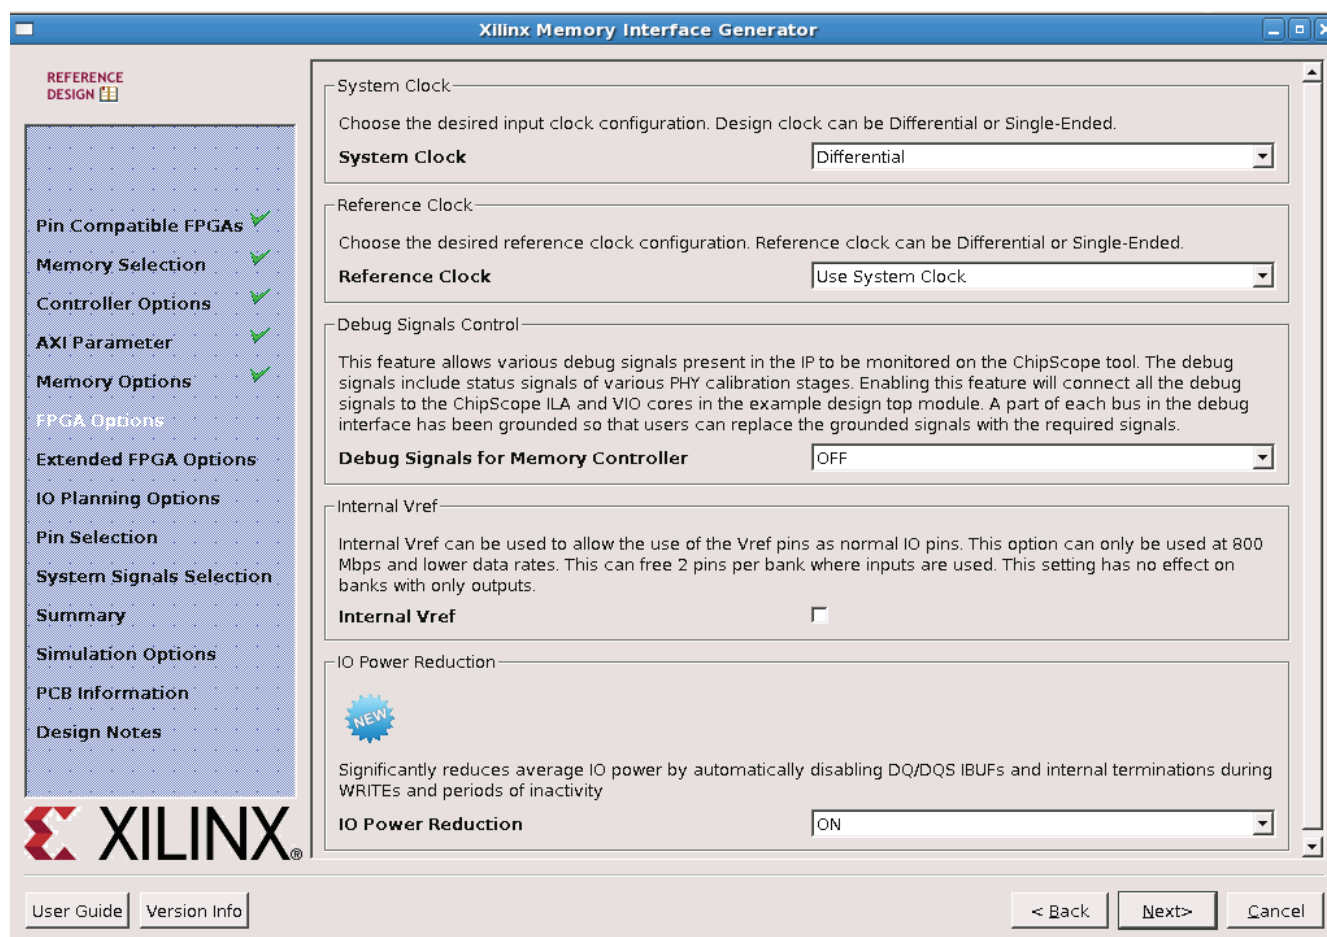 Xilinx Memory Interface Generator
REFERENCE
DESIGN
Pin Compatible FPGAs
Memory Selection
Controller Options
AXI Parameter
Memory Options
FPGA Options
Extended FPGA Options
IO Planning Options
Pin Selection
System Signals Selection
Summary
Simulation Options
PCB Information
Design Notes
XILINX®
System Clock
Choose the desired input clock configuration. Design clock can be Differential or Single-Ended.
System Clock Differential
Reference Clock
Choose the desired reference clock configuration. Reference clock can be Differential or Single-Ended.
Reference Clock Use System Clock
Debug Signals Control
This feature allows various debug signals present in the IP to be monitored on the ChipScope tool. The debug
signals include status signals of various PHY calibration stages. Enabling this feature will connect all the debug
signals to the ChipScope ILA and VIO cores in the example design top module. A part of each bus in the debug
interface has been grounded so that users can replace the grounded signals with the required signals.
Debug Signals for Memory Controller OFF
Internal Vref
Internal Vref can be used to allow the use of the Vref pins as normal IO pins. This option can only be used at 800
Mbps and lower data rates. This can free 2 pins per bank where inputs are used. This setting has no effect on
banks with only outputs.
Internal Vref
IO Power Reduction
NEW
Significantly reduces average IO power by automatically disabling DQ/DQS IBUFs and internal terminations during
WRITEs and periods of inactivity
IO Power Reduction ON
User Guide Version Info < Back Next> Cancel